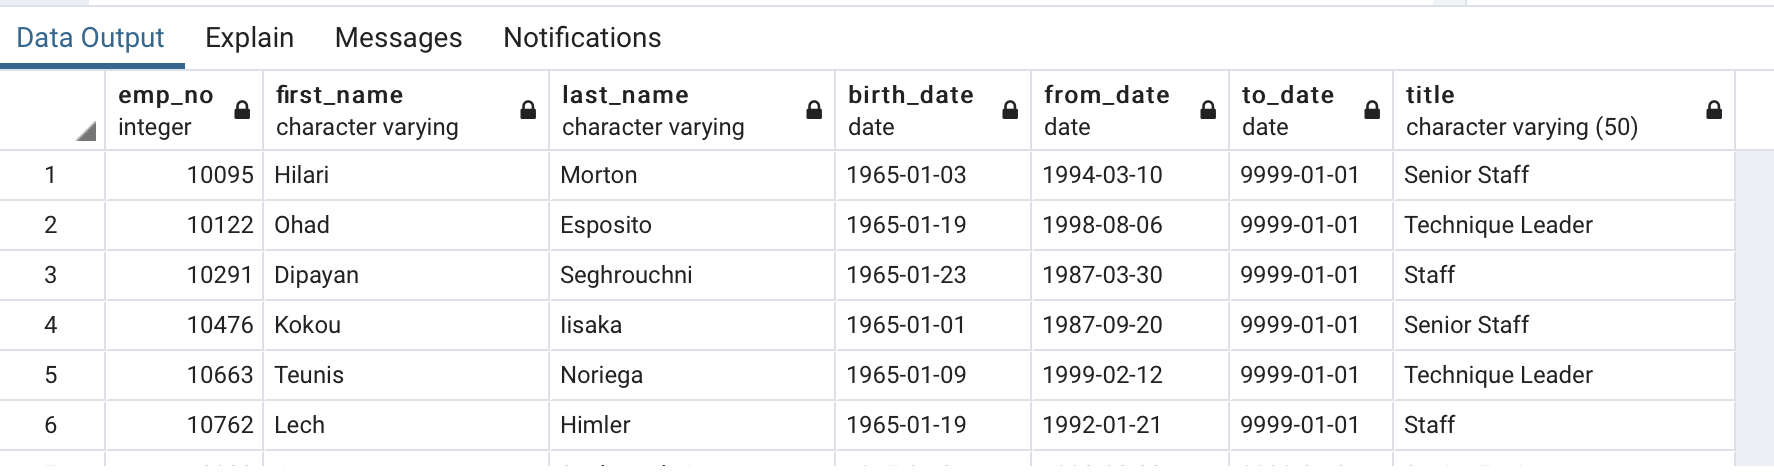 Data Output Explain Messages Notifications
emp_no first_name last_name birth_date from_date to_date title
integer character varying character varying date date date character varying (50)
1 10095 Hilari Morton 1965-01-03 1994-03-10 9999-01-01 Senior Staff
2 10122 Ohad Esposito 1965-01-19 1998-08-06 9999-01-01 Technique Leader
3 10291 Dipayan Seghrouchni 1965-01-23 1987-03-30 9999-01-01 Staff
4 10476 Kokou Iisaka 1965-01-01 1987-09-20 9999-01-01 Senior Staff
5 10663 Teunis Noriega 1965-01-09 1999-02-12 9999-01-01 Technique Leader
6 10762 Lech Himler 1965-01-19 1992-01-21 9999-01-01 Staff